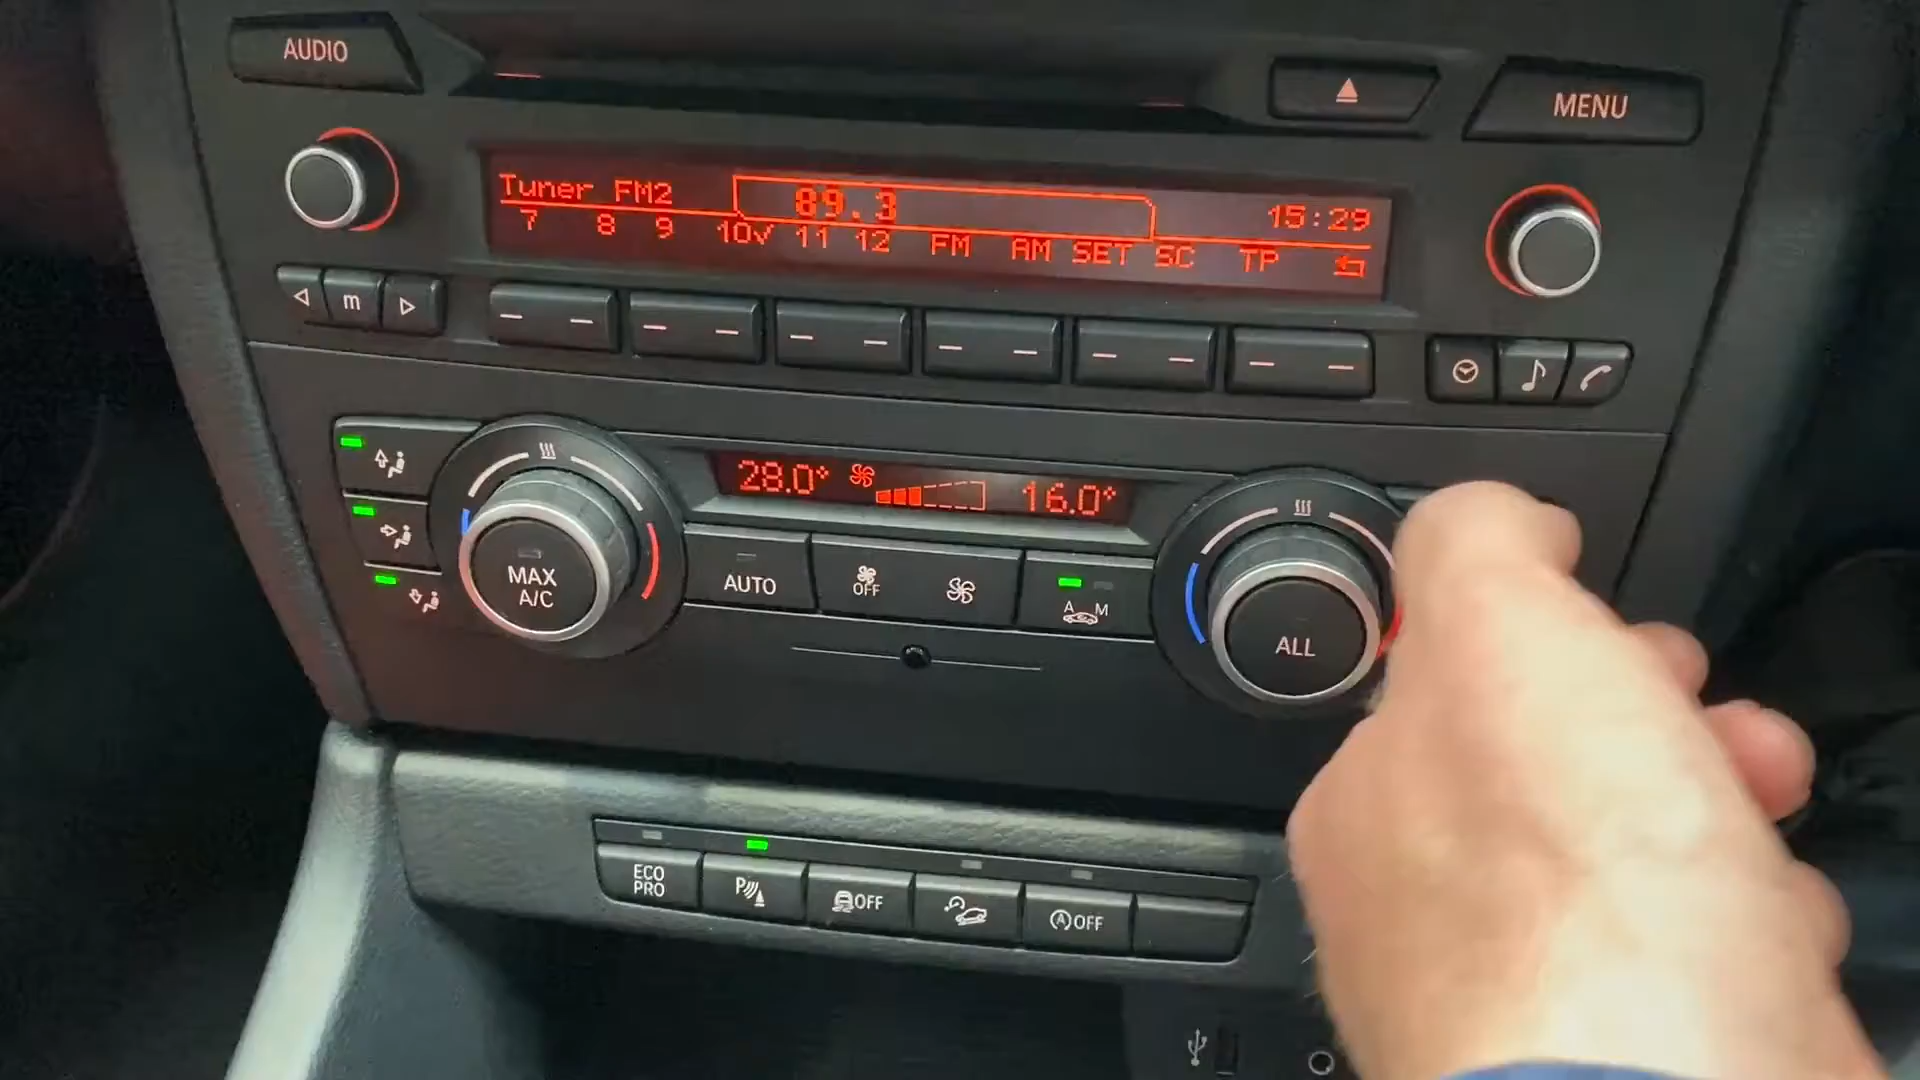 AUDIO
MENU
Tuner FM2 89.3 15:29
7 8 9 10√ 11 12 FM AM SET SC TP
m
28.0° 16.0°
MAX
A/C
AUTO
OFF
A M
ALL
ECO
PRO
P
OFF
A OFF